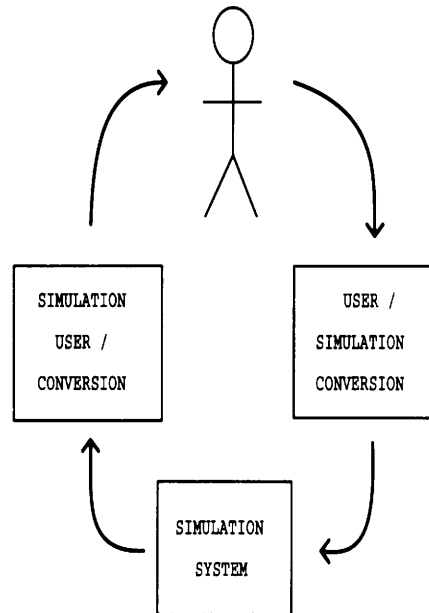 SIMULATION
USER /
CONVERSION
USER /
SIMULATION
CONVERSION
SIMULATION
SYSTEM